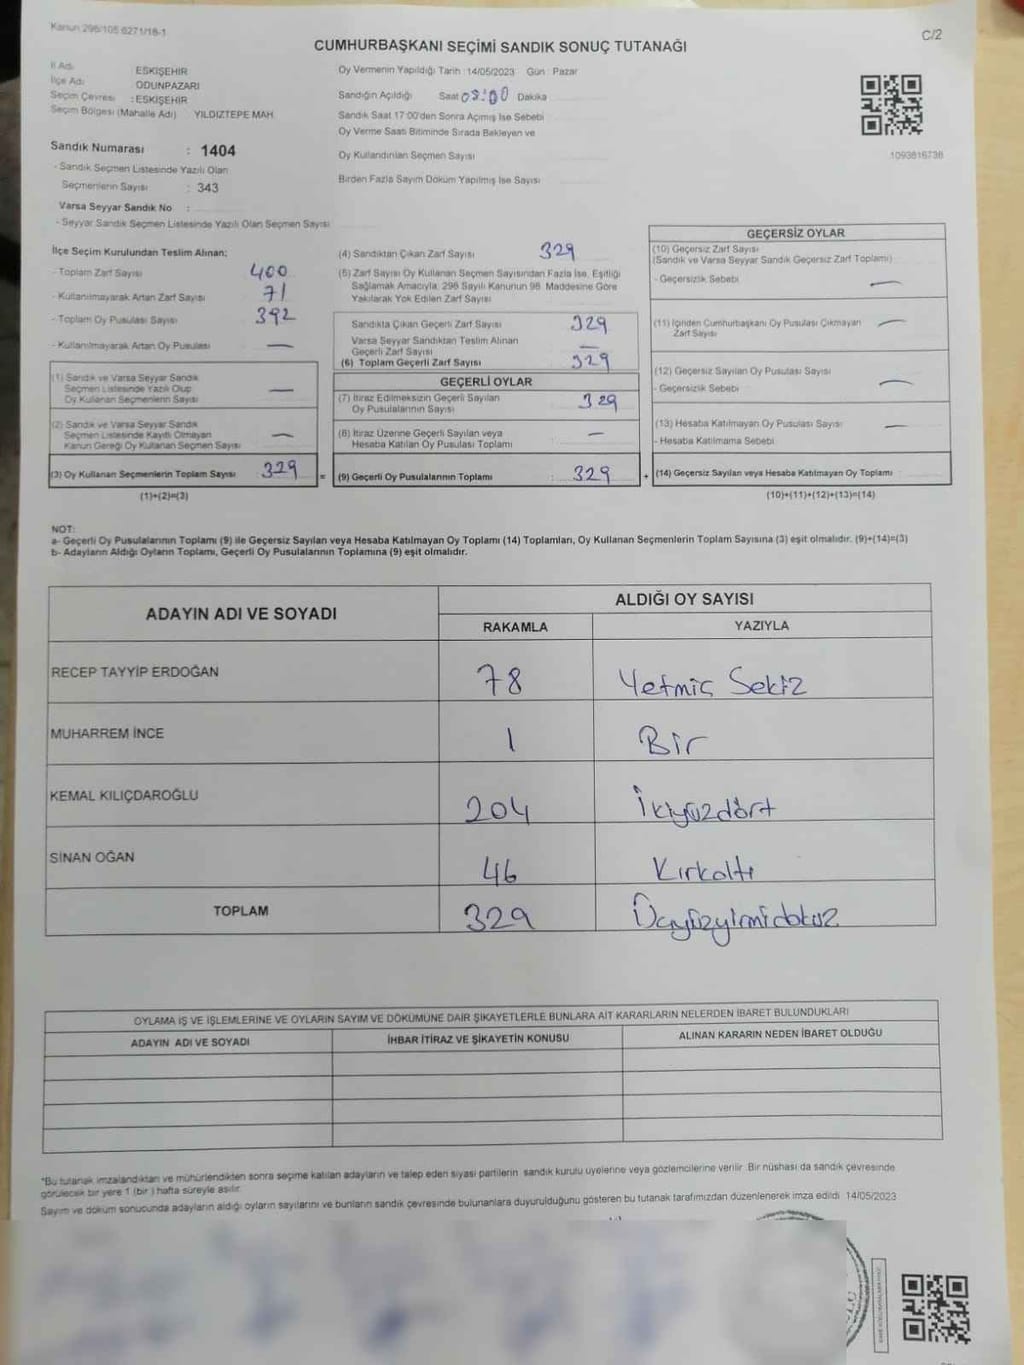 Kanun 298/105 6271/18-1
C/2
CUMHURBAŞKANI SEÇİMİ SANDIK SONUÇ TUTANAĞI
İl Adı : ESKİŞEHİR
İlçe Adı : ODUNPAZARI
Seçim Çevresi : ESKİŞEHİR
Seçim Bölgesi (Mahalle Adı) YILDIZTEPE MAH.
Sandık Numarası : 1404
- Sandık Seçmen Listesinde Yazılı Olan
Seçmenlerin Sayısı : 343
Varsa Seyyar Sandık No :
- Seyyar Sandık Seçmen Listesinde Yazılı Olan Seçmen Sayısı
Oy Vermenin Yapıldığı Tarih : 14/05/2023 Gün : Pazar
Sandığın Açıldığı Saat 08:00 Dakika
Sandık Saat 17:00'den Sonra Açımış İse Sebebi
Oy Verme Saati Bitiminde Sırada Bekleyen ve
Oy Kullandırılan Seçmen Sayısı
Birden Fazla Sayım Döküm Yapılmış İse Sayısı
1093616736
İlçe Seçim Kurulundan Teslim Alınan;
- Toplam Zarf Sayısı 400
- Kullanılmayarak Artan Zarf Sayısı 71
- Toplam Oy Pusulası Sayısı 392
- Kullanılmayarak Artan Oy Pusulası —
(1) Sandık ve Varsa Seyyar Sandık
Seçmen Listesinde Yazılı Olup
Oy Kullanan Seçmenlerin Sayısı —
(2) Sandık ve Varsa Seyyar Sandık
Seçmen Listesinde Kayıtlı Olmayan
Kanun Gereği Oy Kullanan Seçmen Sayısı —
(3) Oy Kullanan Seçmenlerin Toplam Sayısı 329
(1)+(2)=(3)
(4) Sandıktan Çıkan Zarf Sayısı 329
(5) Zarf Sayısı Oy Kullanan Seçmen Sayısından Fazla İse, Eşitliği
Sağlamak Amacıyla, 298 Sayılı Kanunun 98. Maddesine Göre
Yakılarak Yok Edilen Zarf Sayısı
Sandıkta Çıkan Geçerli Zarf Sayısı 329
Varsa Seyyar Sandıktan Teslim Alınan
Geçerli Zarf Sayısı —
(6) Toplam Geçerli Zarf Sayısı 329
GEÇERLİ OYLAR
(7) İtiraz Edilmeksizin Geçerli Sayılan
Oy Pusulalarının Sayısı 329
(8) İtiraz Üzerine Geçerli Sayılan veya
Hesaba Katılan Oy Pusulası Toplamı —
= (9) Geçerli Oy Pusulalarının Toplamı : 329
GEÇERSİZ OYLAR
(10) Geçersiz Zarf Sayısı
(Sandık ve Varsa Seyyar Sandık Geçersiz Zarf Toplamı)
- Geçersizlik Sebebi —
(11) İçinden Cumhurbaşkanı Oy Pusulası Çıkmayan —
Zarf Sayısı
(12) Geçersiz Sayılan Oy Pusulası Sayısı
- Geçersizlik Sebebi —
(13) Hesaba Katılmayan Oy Pusulası Sayısı —
- Hesaba Katılmama Sebebi
+ (14) Geçersiz Sayılan veya Hesaba Katılmayan Oy Toplamı
(10)+(11)+(12)+(13)=(14)
NOT:
a- Geçerli Oy Pusulalarının Toplamı (9) ile Geçersiz Sayılan veya Hesaba Katılmayan Oy Toplamı (14) Toplamları, Oy Kullanan Seçmenlerin Toplam Sayısına (3) eşit olmalıdır. (9)+(14)=(3)
b- Adayların Aldığı Oyların Toplamı, Geçerli Oy Pusulalarının Toplamına (9) eşit olmalıdır.
ADAYIN ADI VE SOYADI
ALDIĞI OY SAYISI
RAKAMLA YAZIYLA
RECEP TAYYİP ERDOĞAN 78 Yetmiş Sekiz
MUHARREM İNCE 1 Bir
KEMAL KILIÇDAROĞLU 204 İkiyüzdört
SİNAN OĞAN 46 Kırkaltı
TOPLAM 329 Üçyüzyirmidokuz
OYLAMA İŞ VE İŞLEMLERİNE VE OYLARIN SAYIM VE DÖKÜMÜNE DAİR ŞİKAYETLERLE BUNLARA AİT KARARLARIN NELERDEN İBARET BULUNDUKLARI
ADAYIN ADI VE SOYADI İHBAR İTİRAZ VE ŞİKAYETİN KONUSU ALINAN KARARIN NEDEN İBARET OLDUĞU
*Bu tutanak imzalandıktan ve mühürlendikten sonra seçime katılan adayların ve talep eden siyasi partilerin sandık kurulu üyelerine veya gözlemcilerine verilir. Bir nüshası da sandık çevresinde
görülecek bir yere 1 (bir) hafta süreyle asılır.
Sayım ve döküm sonucunda adayların aldığı oyların sayılarını ve bunların sandık çevresinde bulunanlara duyurulduğunu gösteren bu tutanak tarafımızdan düzenlenerek imza edildi 14/05/2023